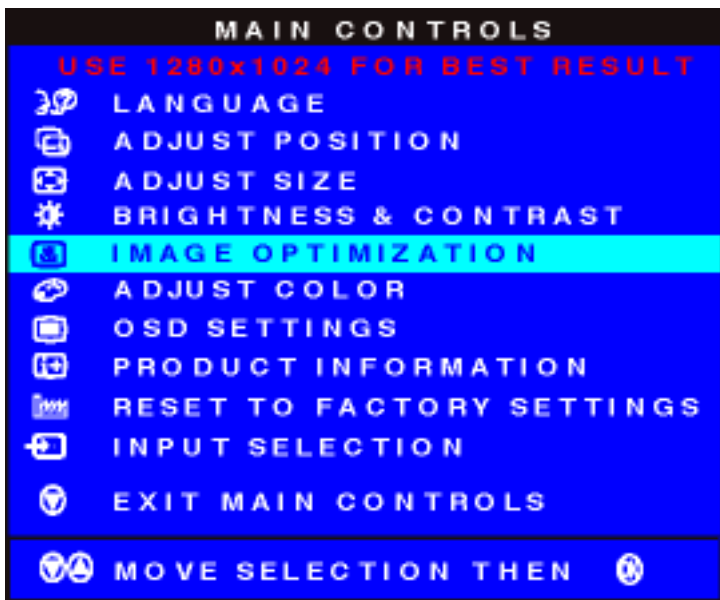 MAIN CONTROLS
USE 1280x1024 FOR BEST RESULT
LANGUAGE
ADJUST POSITION
ADJUST SIZE
BRIGHTNESS & CONTRAST
IMAGE OPTIMIZATION
ADJUST COLOR
OSD SETTINGS
PRODUCT INFORMATION
RESET TO FACTORY SETTINGS
INPUT SELECTION
EXIT MAIN CONTROLS
MOVE SELECTION THEN